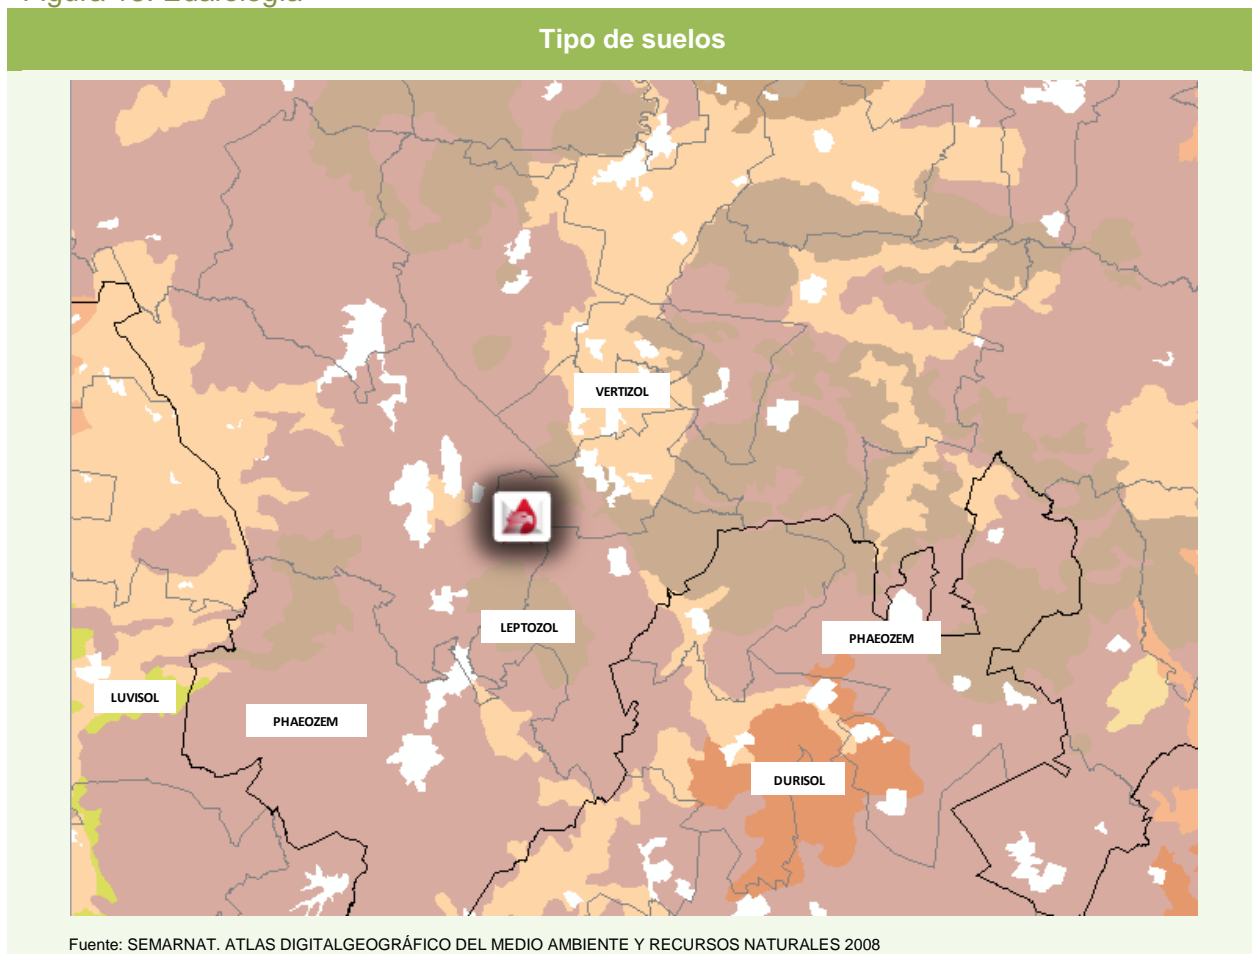 Tipo de suelos
VERTIZOL
LEPTOZOL
PHAEOZEM
LUVISOL
PHAEOZEM
DURISOL
Fuente: SEMARNAT. ATLAS DIGITALGEOGRÁFICO DEL MEDIO AMBIENTE Y RECURSOS NATURALES 2008